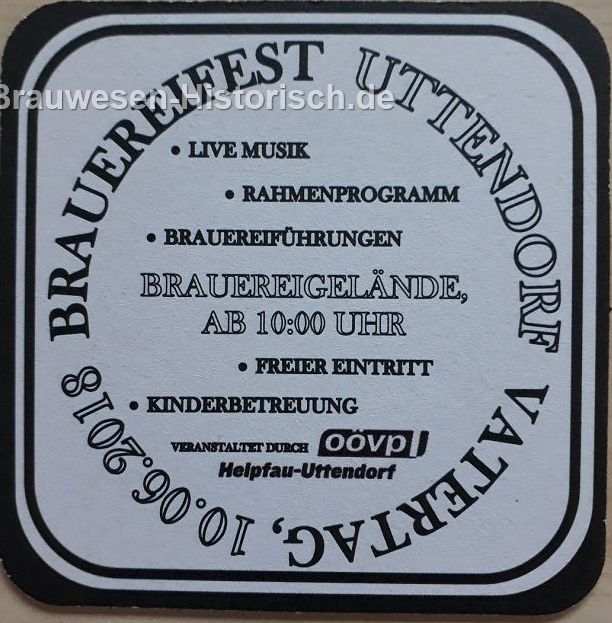 Brauwesen-Historisch.de
BRAUEREIFEST UTTENDORF VATERTAG, 10.06.2018
• LIVE MUSIK
• RAHMENPROGRAMM
• BRAUEREIFÜHRUNGEN
BRAUEREIGELÄNDE,
AB 10:00 UHR
• FREIER EINTRITT
• KINDERBETREUUNG
VERANSTALTET DURCH oövp
Helpfau-Uttendorf